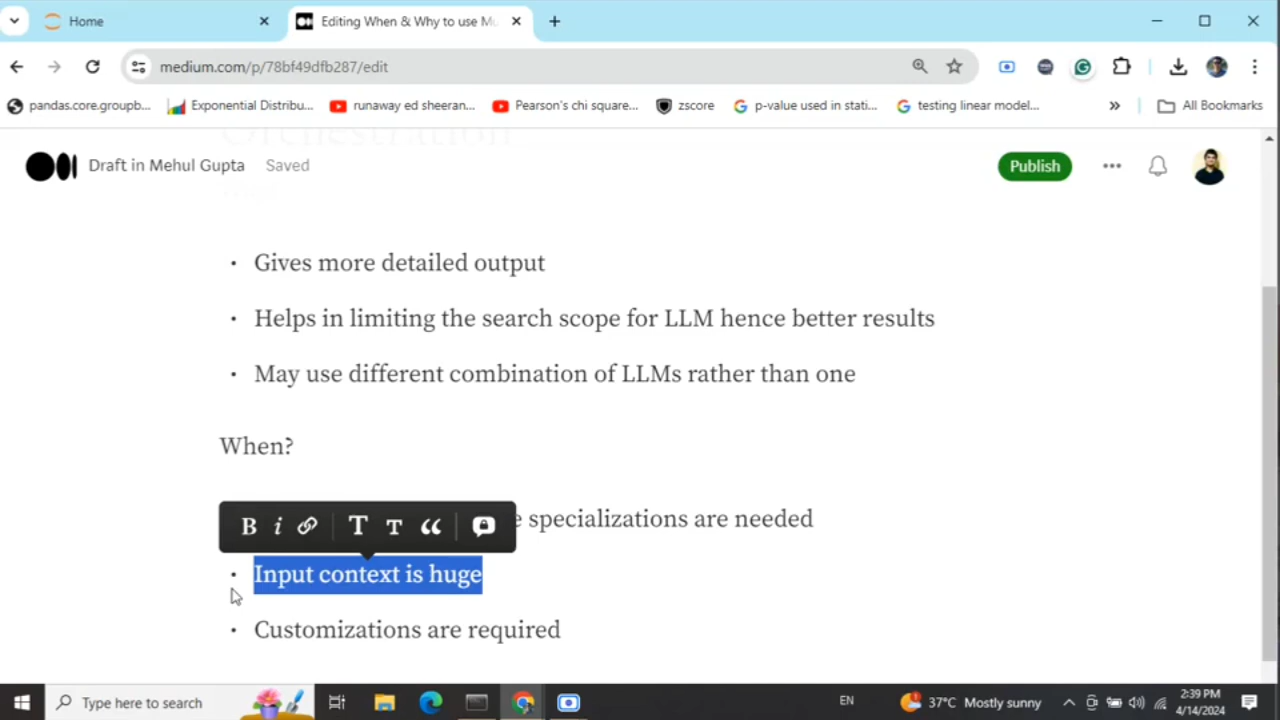 Home
Editing When & Why to use Mu
medium.com/p/78bf49dfb287/edit
pandas.core.groupb...
Exponential Distribu...
runaway ed sheeran...
Pearson's chi square...
zscore
p-value used in stati...
testing linear model...
All Bookmarks
Orchestration
Draft in Mehul Gupta
Saved
Publish
Gives more detailed output
Helps in limiting the search scope for LLM hence better results
May use different combination of LLMs rather than one
When?
B i T T
specializations are needed
Input context is huge
Customizations are required
Type here to search
EN
37°C Mostly sunny
2:39 PM
4/14/2024